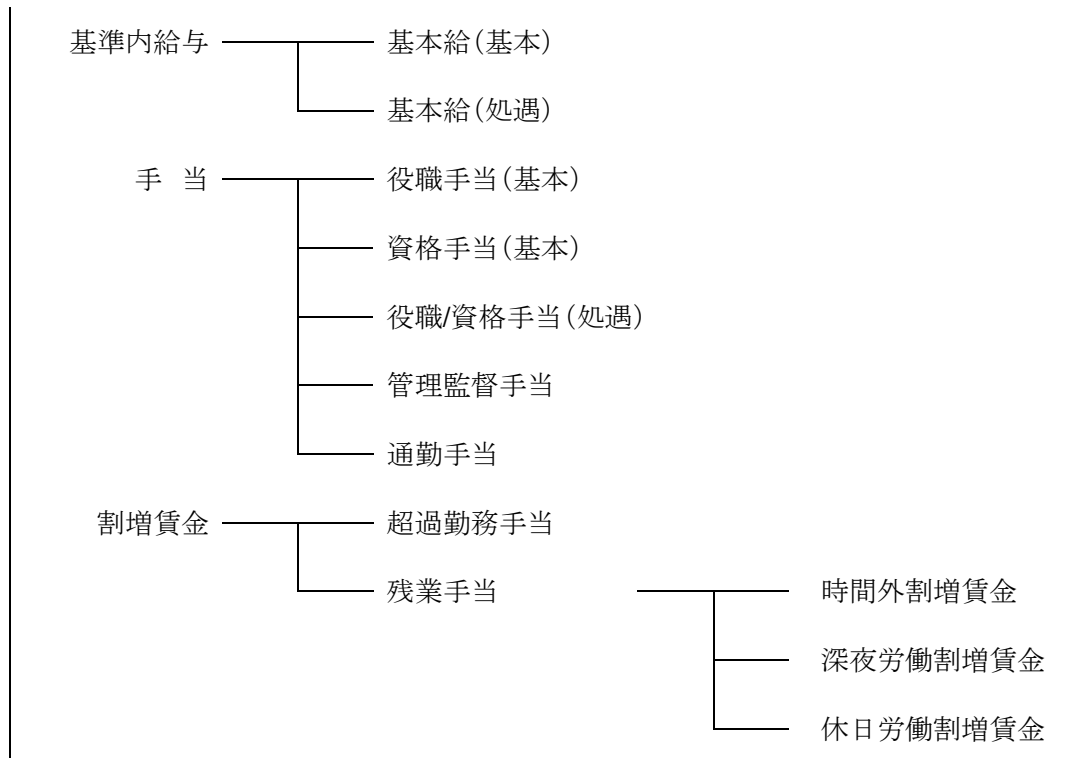 基準内給与 基本給(基本)
基本給(処遇)
手 当 役職手当(基本)
資格手当(基本)
役職/資格手当(処遇)
管理監督手当
通勤手当
割増賃金 超過勤務手当
残業手当 時間外割増賃金
深夜労働割増賃金
休日労働割増賃金